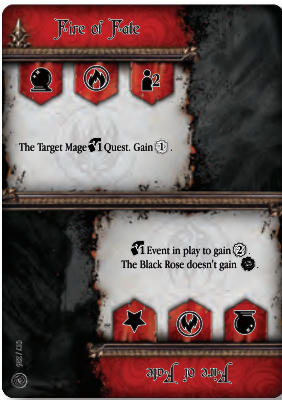 Fire of Fate
2
The Target Mage 1 Quest. Gain 1.
1 Event in play to gain 2.
The Black Rose doesn't gain .
Fire of Fate